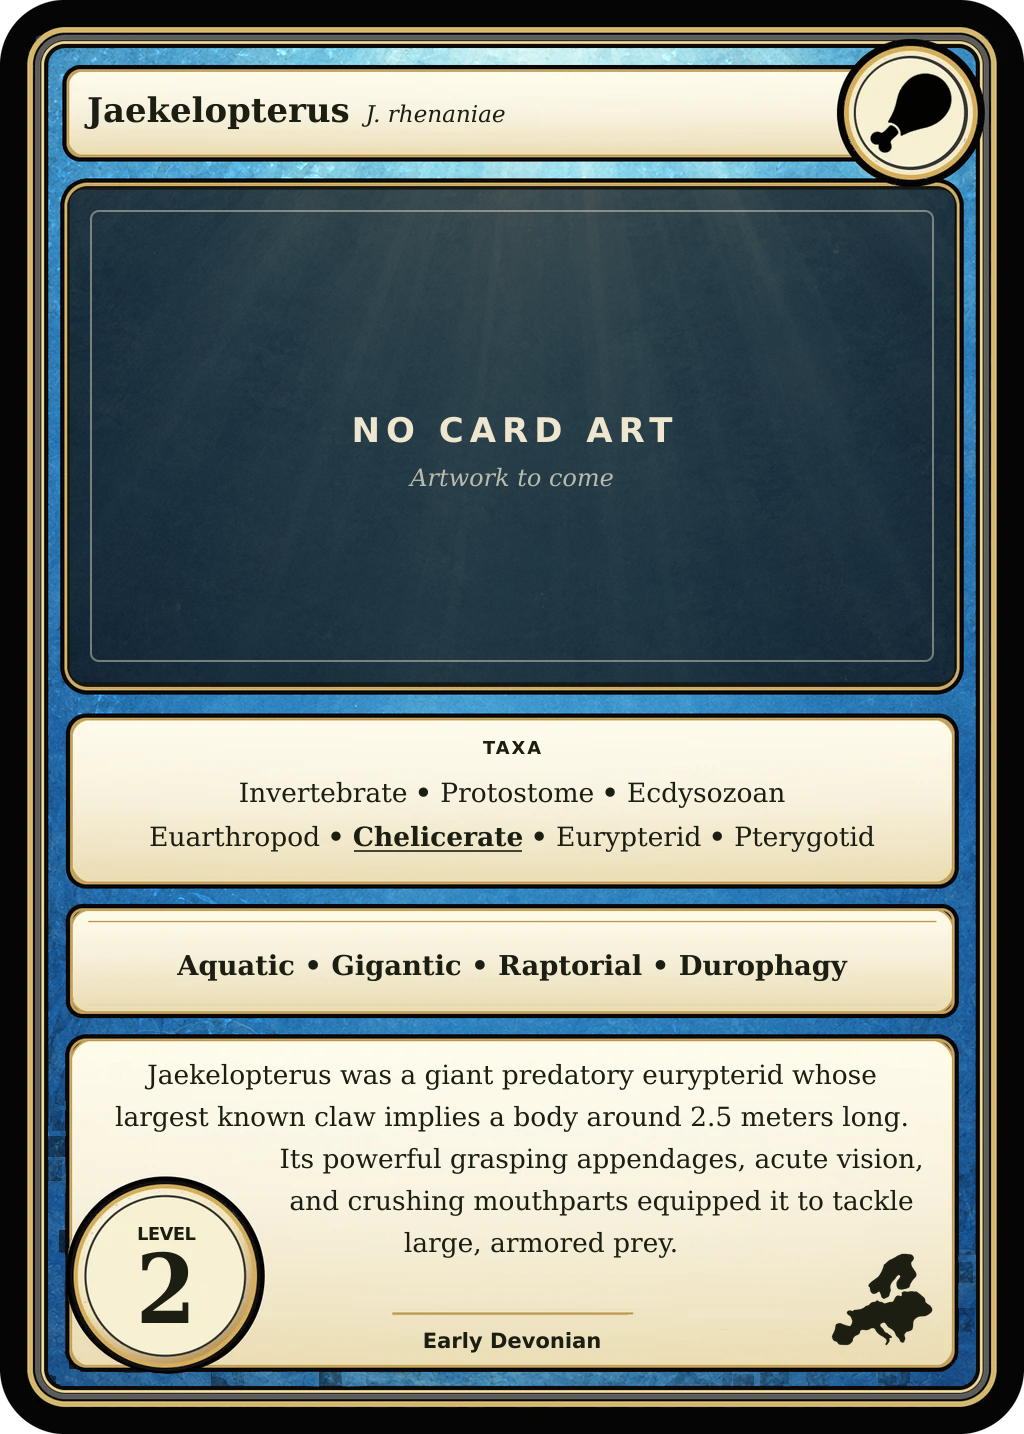 Jaekelopterus J. rhenaniae
NO CARD ART
Artwork to come
TAXA
Invertebrate • Protostome • Ecdysozoan
Euarthropod • Chelicerate • Eurypterid • Pterygotid
Aquatic • Gigantic • Raptorial • Durophagy
Jaekelopterus was a giant predatory eurypterid whose
largest known claw implies a body around 2.5 meters long.
Its powerful grasping appendages, acute vision,
and crushing mouthparts equipped it to tackle
large, armored prey.
LEVEL
2
Early Devonian